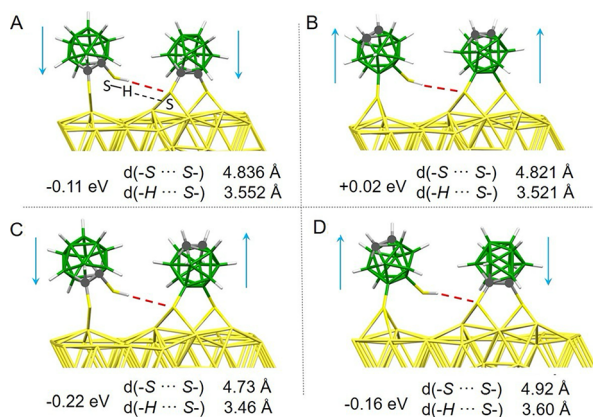 A
S-H
S
-0.11 eV
d(-S ··· S-) 4.836 Å
d(-H ··· S-) 3.552 Å
B
+0.02 eV
d(-S ··· S-) 4.821 Å
d(-H ··· S-) 3.521 Å
C
-0.22 eV
d(-S ··· S-) 4.73 Å
d(-H ··· S-) 3.46 Å
D
-0.16 eV
d(-S ··· S-) 4.92 Å
d(-H ··· S-) 3.60 Å